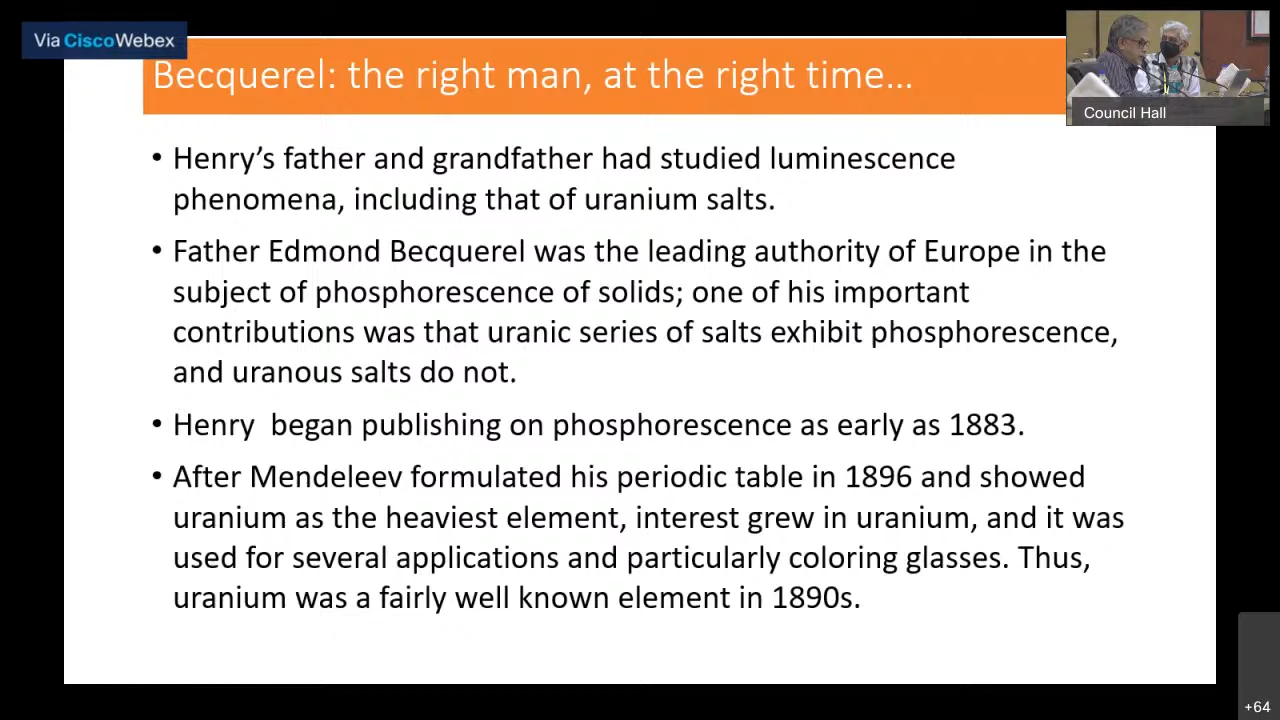 Via Cisco Webex
Becquerel: the right man, at the right time...
Council Hall
• Henry's father and grandfather had studied luminescence
phenomena, including that of uranium salts.
• Father Edmond Becquerel was the leading authority of Europe in the
subject of phosphorescence of solids; one of his important
contributions was that uranic series of salts exhibit phosphorescence,
and uranous salts do not.
• Henry  began publishing on phosphorescence as early as 1883.
• After Mendeleev formulated his periodic table in 1896 and showed
uranium as the heaviest element, interest grew in uranium, and it was
used for several applications and particularly coloring glasses. Thus,
uranium was a fairly well known element in 1890s.
+64